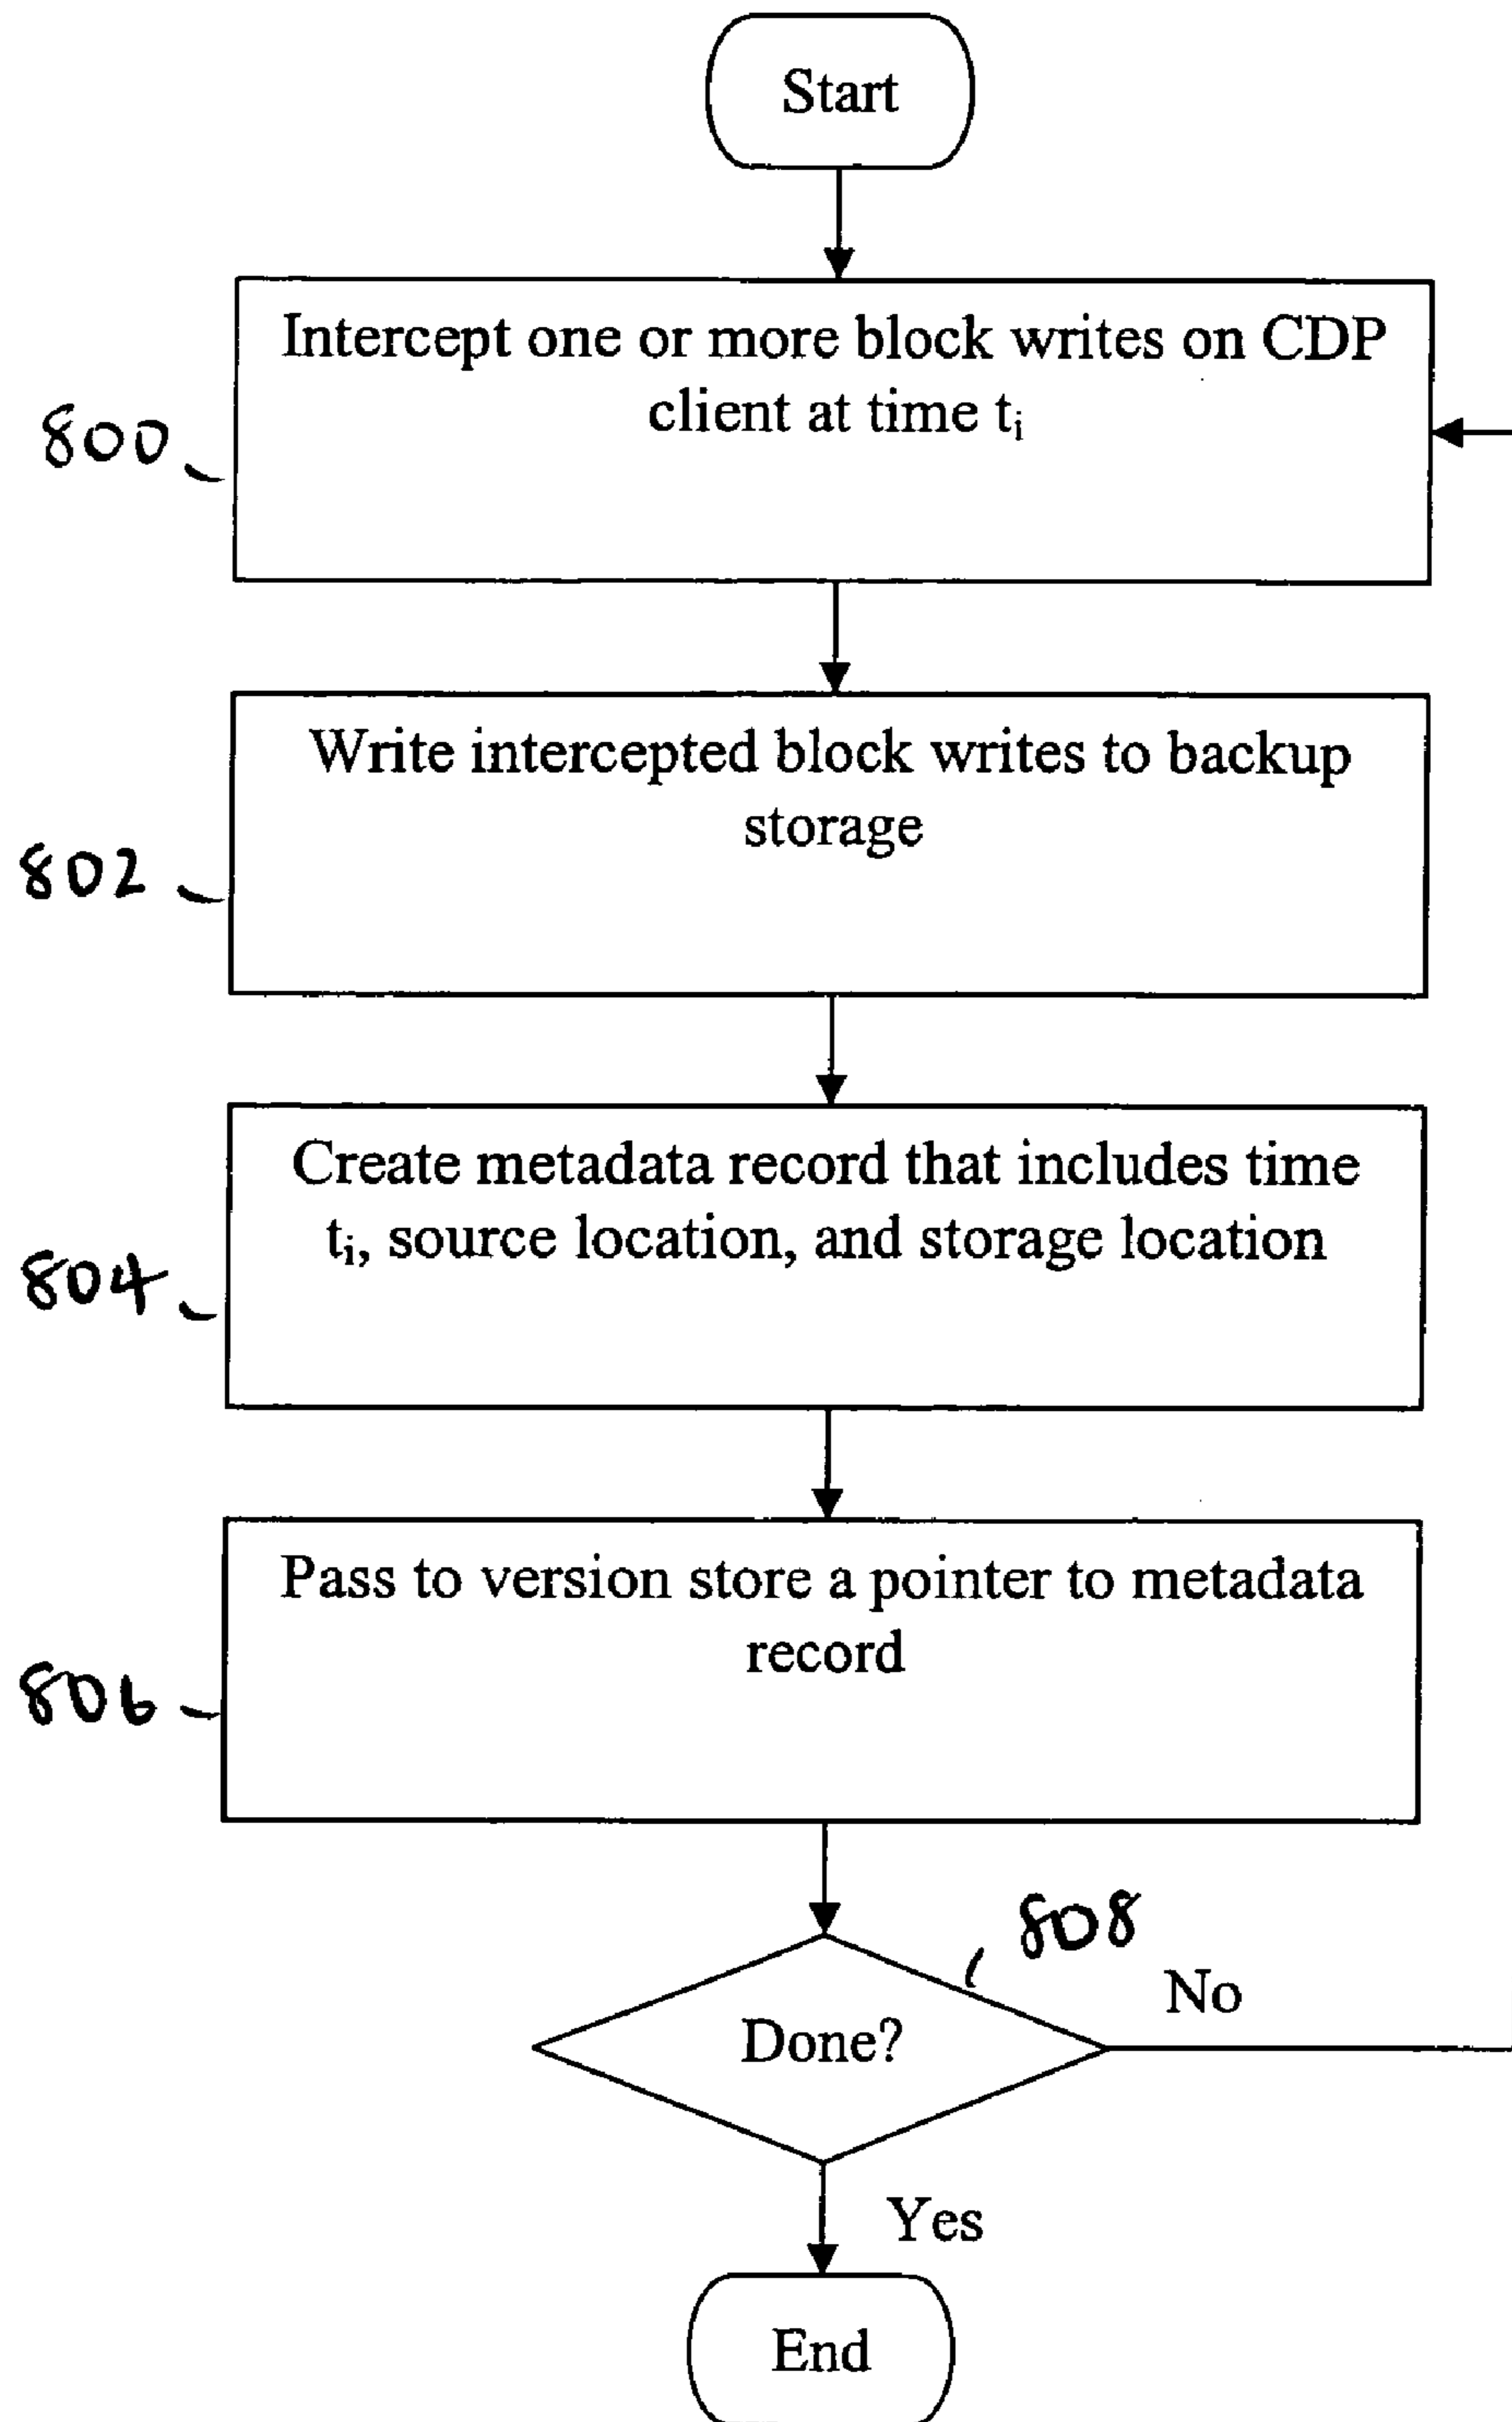 Start
Intercept one or more block writes on CDP
client at time tᵢ
800
Write intercepted block writes to backup
storage
802
Create metadata record that includes time
tᵢ, source location, and storage location
804
Pass to version store a pointer to metadata
record
806
808
No
Done?
Yes
End